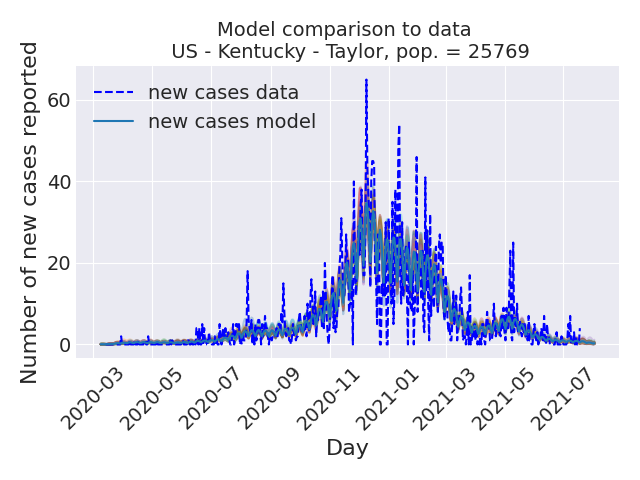 Model comparison to data
US - Kentucky - Taylor, pop. = 25769
Number of new cases reported
60
40
20
0
new cases data
new cases model
2020-03
2020-05
2020-07
2020-09
2020-11
2021-01
2021-03
2021-05
2021-07
Day